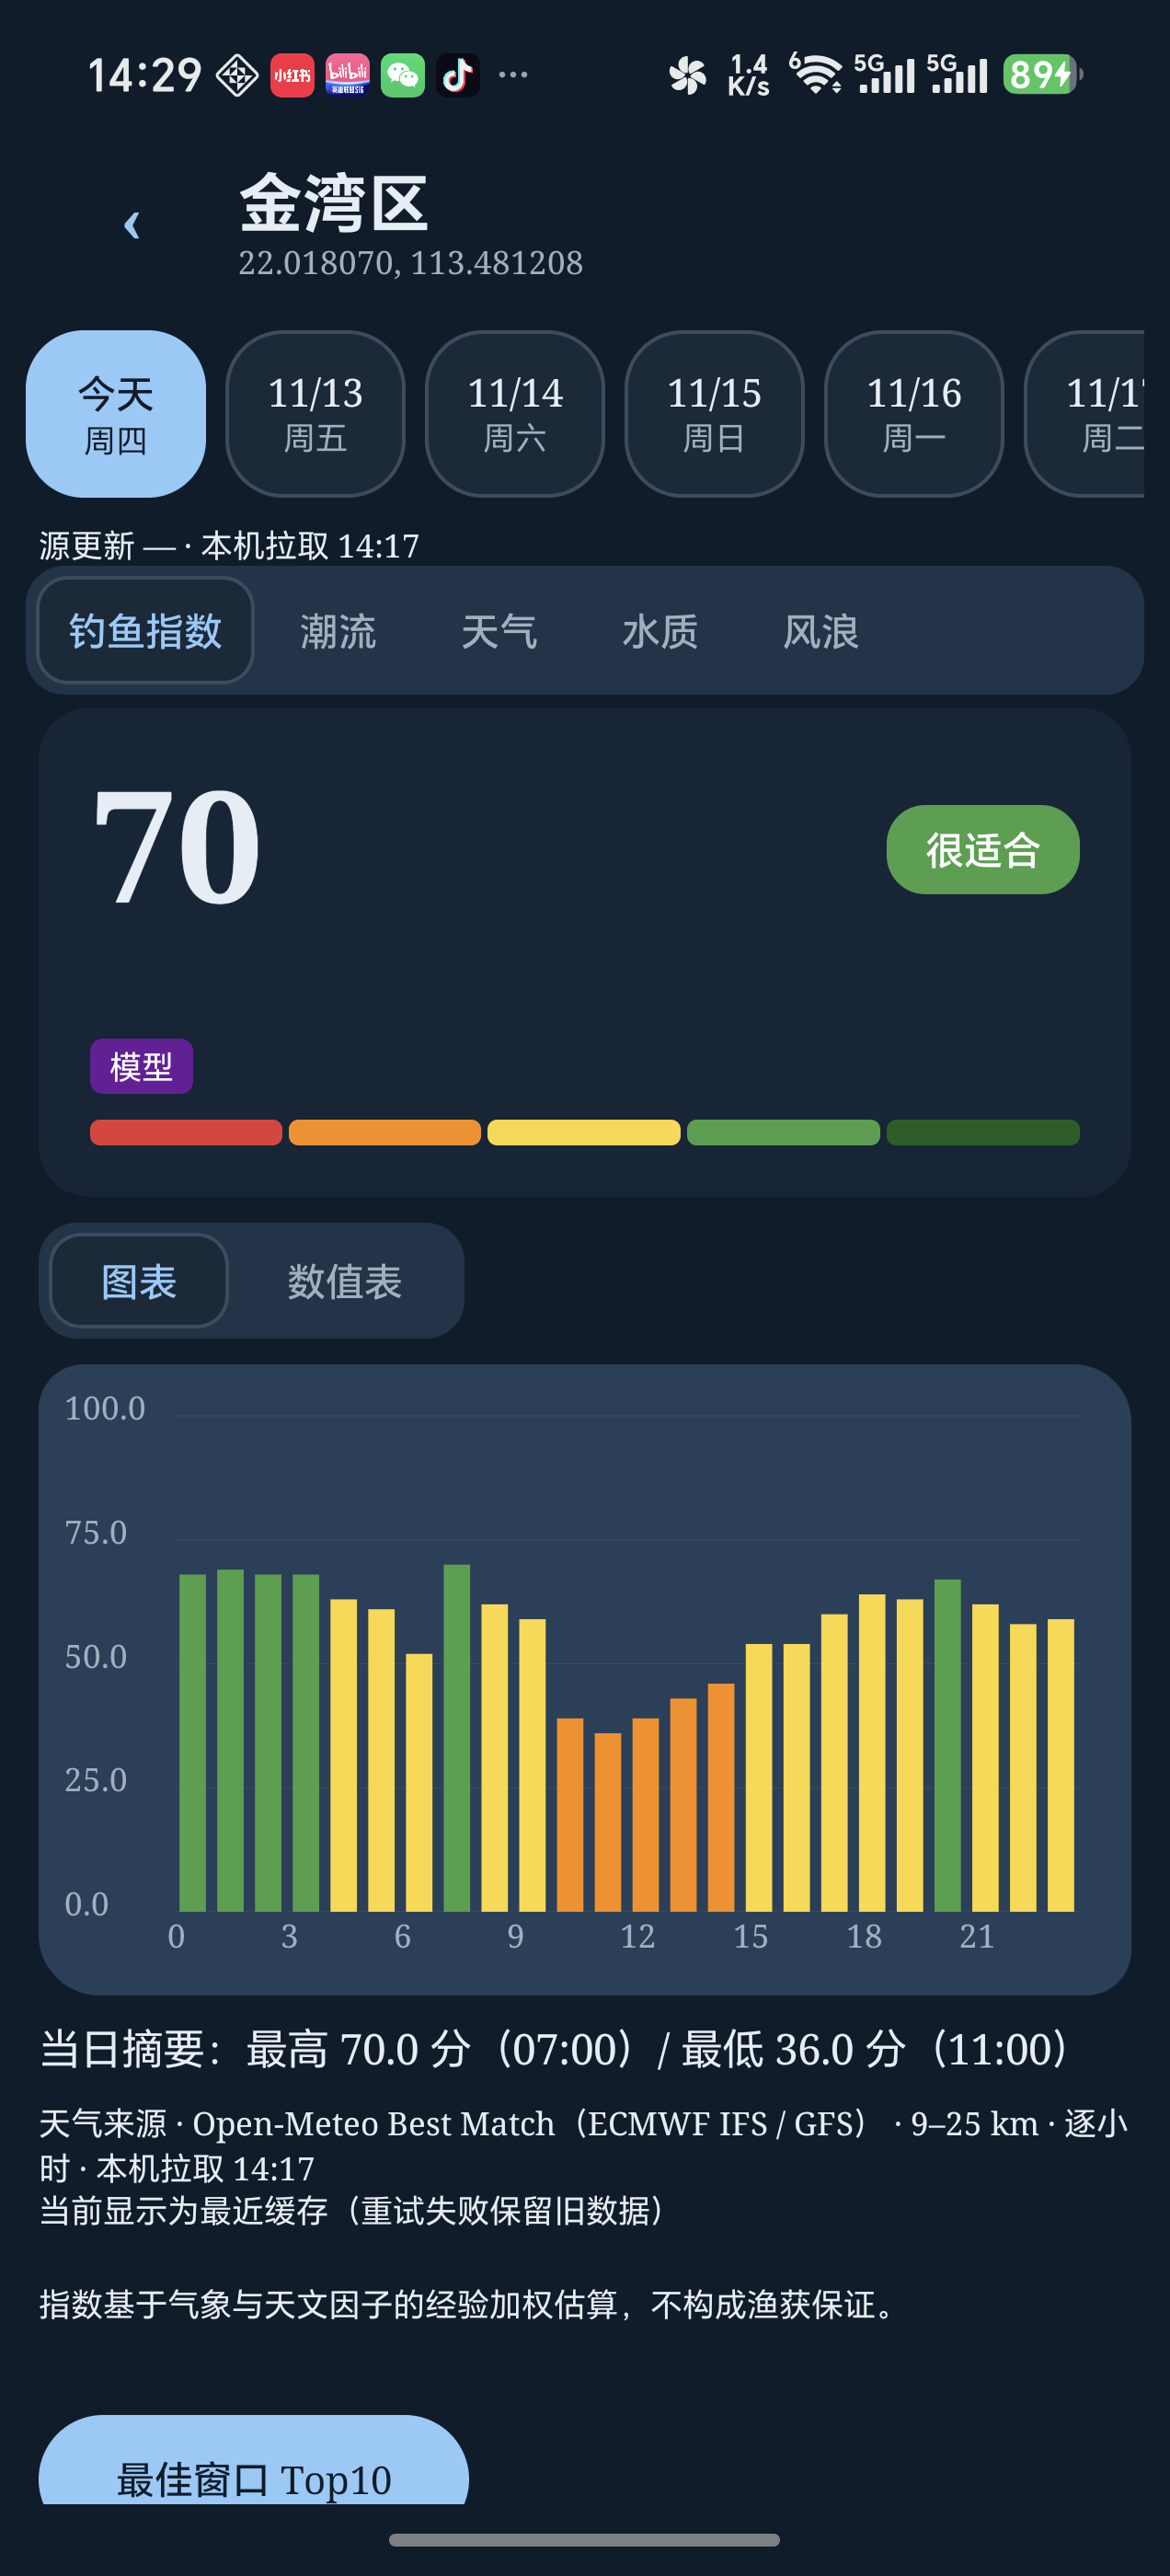 14:29
小红书
bilibili
1.4
K/s
6
5G
5G
89
‹
金湾区
22.018070, 113.481208
今天
周四
11/13
周五
11/14
周六
11/15
周日
11/16
周一
11/17
周二
源更新 — · 本机拉取 14:17
钓鱼指数
潮流
天气
水质
风浪
70
很适合
模型
图表
数值表
100.0
75.0
50.0
25.0
0.0
0
3
6
9
12
15
18
21
当日摘要：最高 70.0 分（07:00）/ 最低 36.0 分（11:00）
天气来源 · Open-Meteo Best Match（ECMWF IFS / GFS） · 9–25 km · 逐小
时 · 本机拉取 14:17
当前显示为最近缓存（重试失败保留旧数据）
指数基于气象与天文因子的经验加权估算，不构成渔获保证。
最佳窗口 Top10